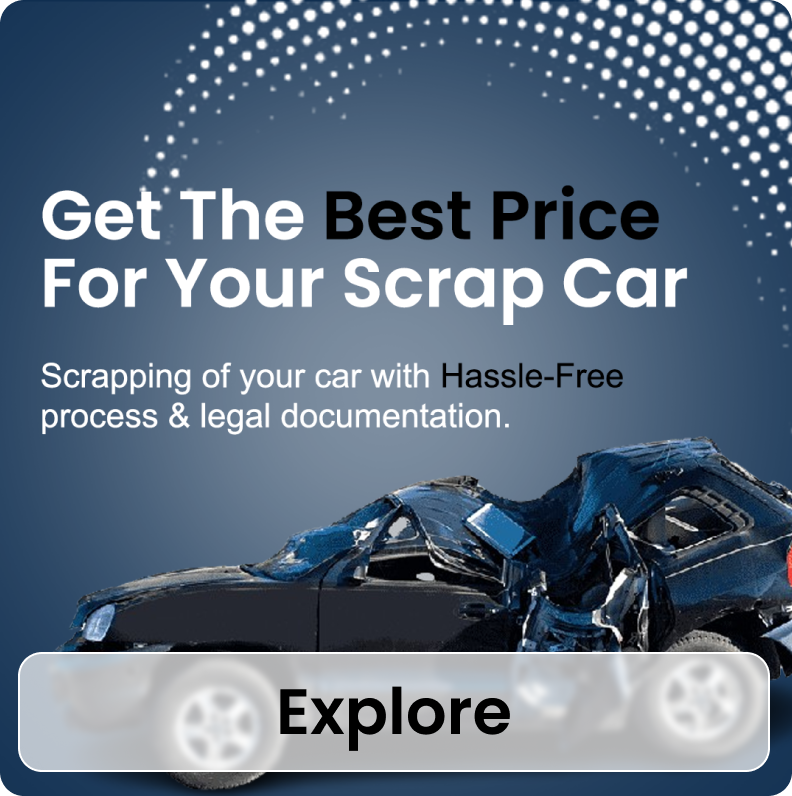 Get The Best Price
For Your Scrap Car
Scrapping of your car with Hassle-Free
process & legal documentation.
Explore